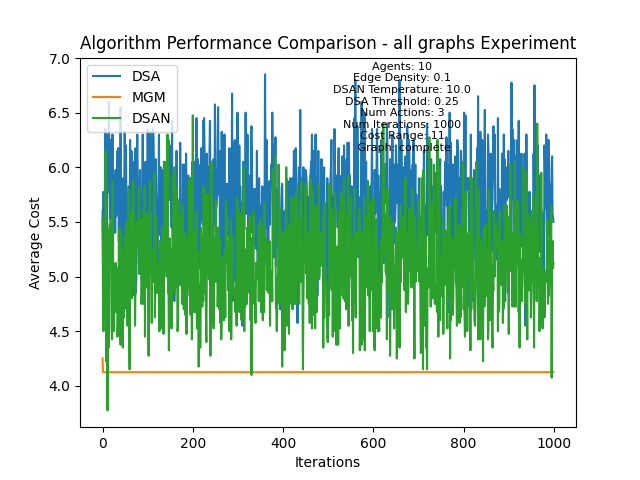 Algorithm Performance Comparison - all graphs Experiment
Agents: 10
Edge Density: 0.1
DSAN Temperature: 10.0
DSA Threshold: 0.25
Num Actions: 3
Num Iterations: 1000
Cost Range: 11
Graph: complete
DSA
MGM
DSAN
Average Cost
7.0
6.5
6.0
5.5
5.0
4.5
4.0
0 200 400 600 800 1000
Iterations